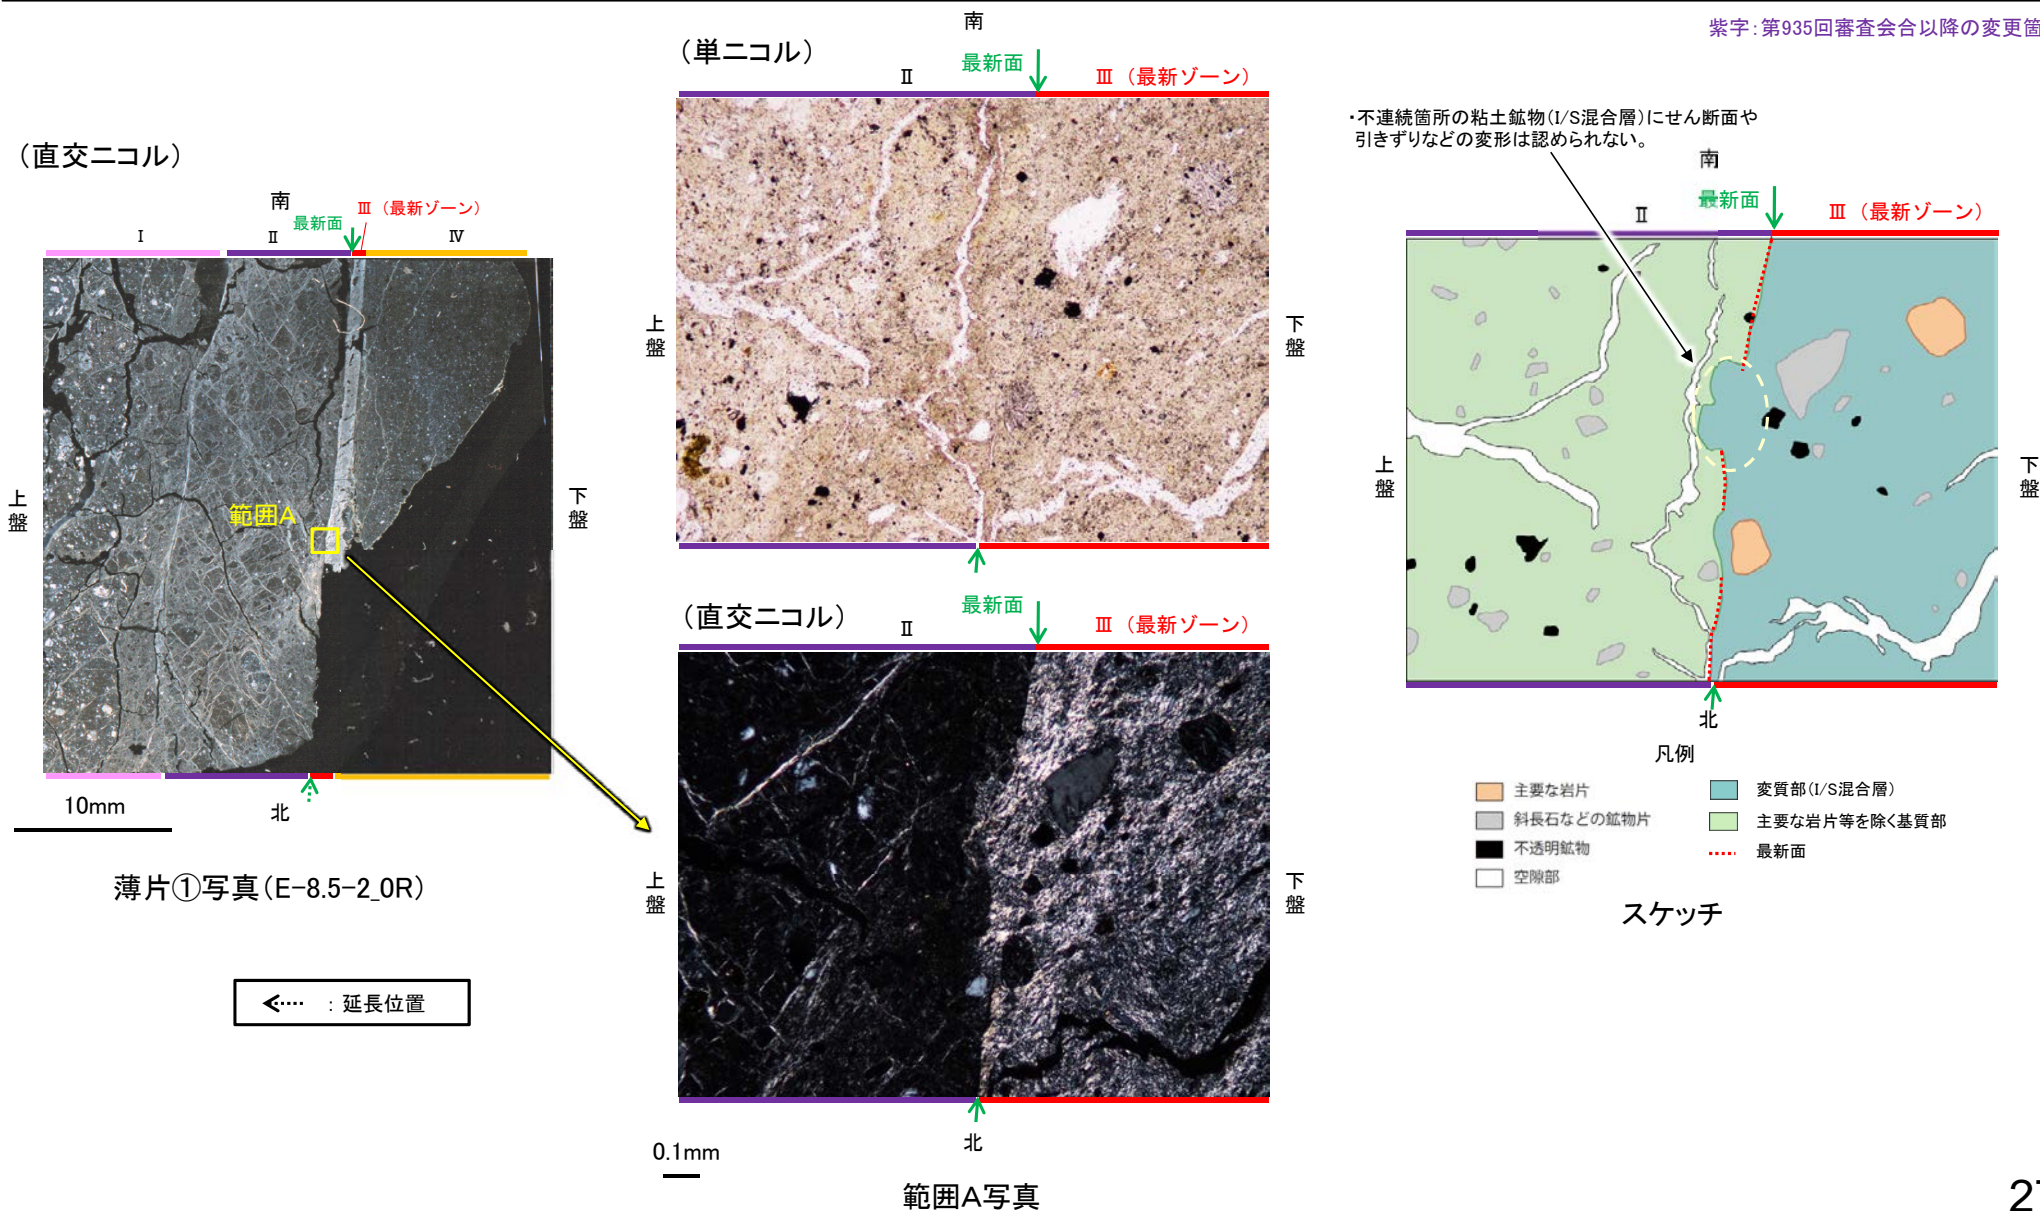 紫字：第935回審査会合以降の変更箇
（直交ニコル）
南
最新面
Ⅲ （最新ゾーン）
Ⅰ
Ⅱ
Ⅳ
上盤
下盤
範囲A
10mm
北
薄片①写真（E-8.5-2_0R）
：延長位置
（単ニコル）
南
最新面
Ⅱ
Ⅲ （最新ゾーン）
上盤
下盤
（直交ニコル）
最新面
Ⅱ
Ⅲ （最新ゾーン）
上盤
下盤
0.1mm
北
範囲A写真
・不連続箇所の粘土鉱物（I/S混合層）にせん断面や
引きずりなどの変形は認められない。
南
最新面
Ⅱ
Ⅲ （最新ゾーン）
上盤
下盤
北
凡例
主要な岩片
斜長石などの鉱物片
不透明鉱物
空隙部
変質部（I/S混合層）
主要な岩片等を除く基質部
最新面
スケッチ